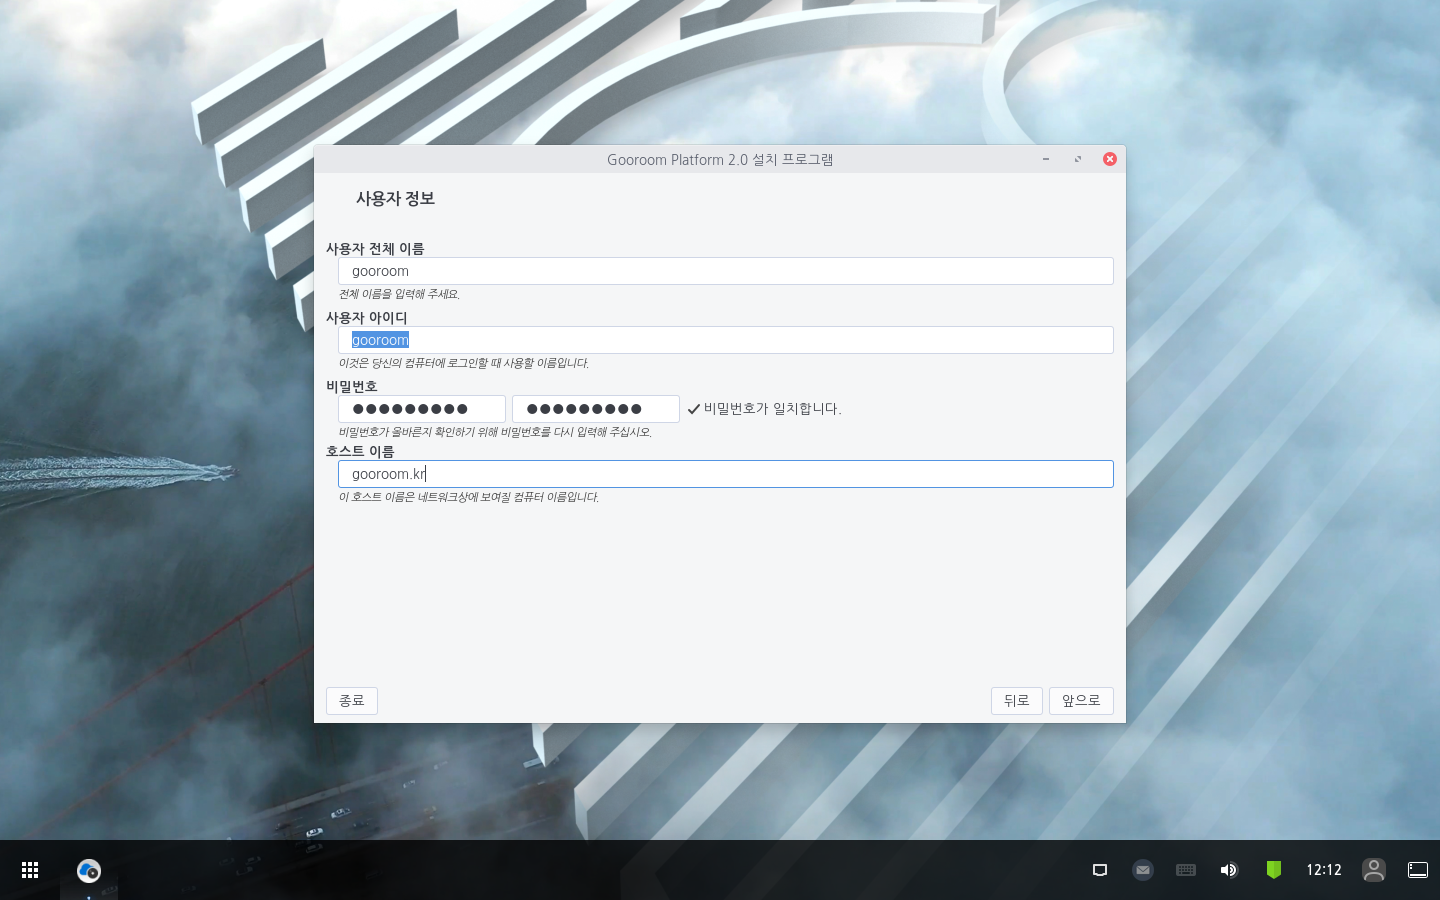 Gooroom Platform 2.0 설치 프로그램
사용자 정보
사용자 전체 이름
gooroom
전체 이름을 입력해 주세요.
사용자 아이디
gooroom
이것은 당신의 컴퓨터에 로그인할 때 사용할 이름입니다.
비밀번호
●●●●●●●●● ●●●●●●●●● 비밀번호가 일치합니다.
비밀번호가 올바른지 확인하기 위해 비밀번호를 다시 입력해 주십시오.
호스트 이름
gooroom.kr
이 호스트 이름은 네트워크상에 보여질 컴퓨터 이름입니다.
종료 뒤로 앞으로
12:12